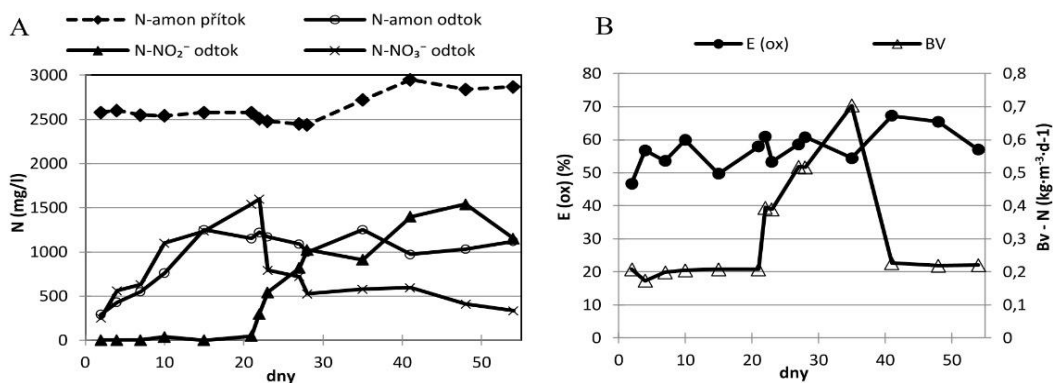 A
N-amon přítok
N-amon odtok
N-NO₂⁻ odtok
N-NO₃⁻ odtok
N (mg/l)
3000
2500
2000
1500
1000
500
0
0 10 20 30 40 50
dny
B
E (ox)
BV
E (ox) (%)
80
70
60
50
40
30
20
10
0
0 10 20 30 40 50
dny
0,8
0,7
0,6
0,5
0,4
0,3
0,2
0,1
0
Bv - N (kg·m⁻³·d-1)